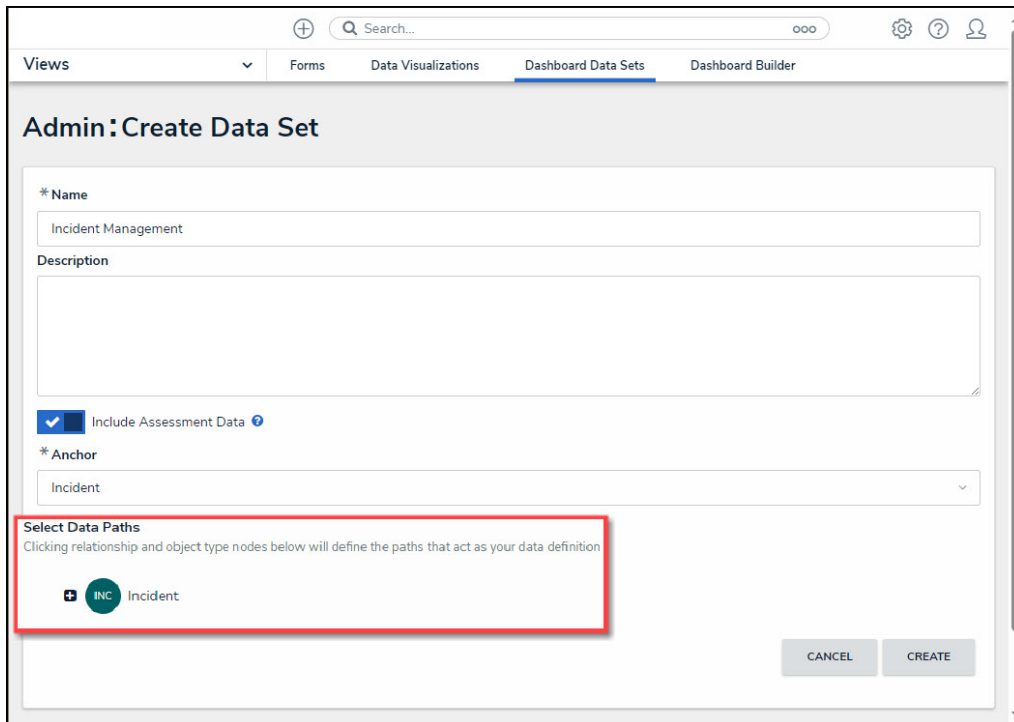 Search...
Views
Forms
Data Visualizations
Dashboard Data Sets
Dashboard Builder
Admin: Create Data Set
*Name
Incident Management
Description
Include Assessment Data ?
*Anchor
Incident
Select Data Paths
Clicking relationship and object type nodes below will define the paths that act as your data definition
INC Incident
CANCEL
CREATE